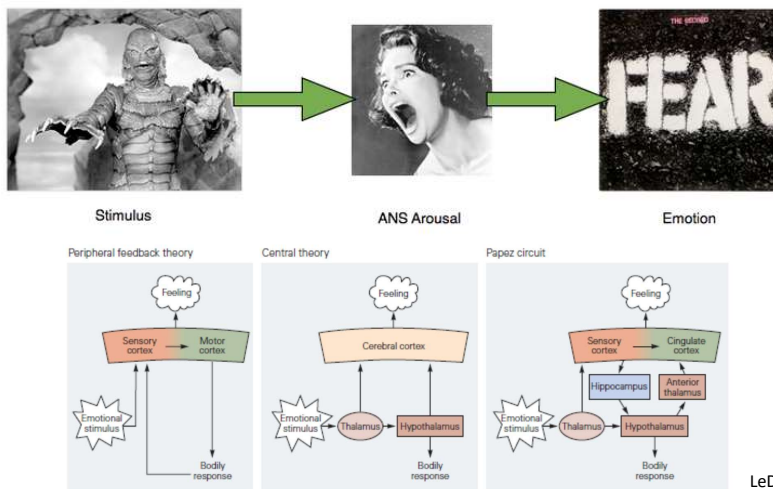 THE RECORD
FEAR
Stimulus
ANS Arousal
Emotion
Peripheral feedback theory
Feeling
Sensory
cortex
Motor
cortex
Emotional
stimulus
Bodily
response
Central theory
Feeling
Cerebral cortex
Emotional
stimulus
Thalamus
Hypothalamus
Bodily
response
Papez circuit
Feeling
Sensory
cortex
Cingulate
cortex
Hippocampus
Anterior
thalamus
Emotional
stimulus
Thalamus
Hypothalamus
Bodily
response
LeD